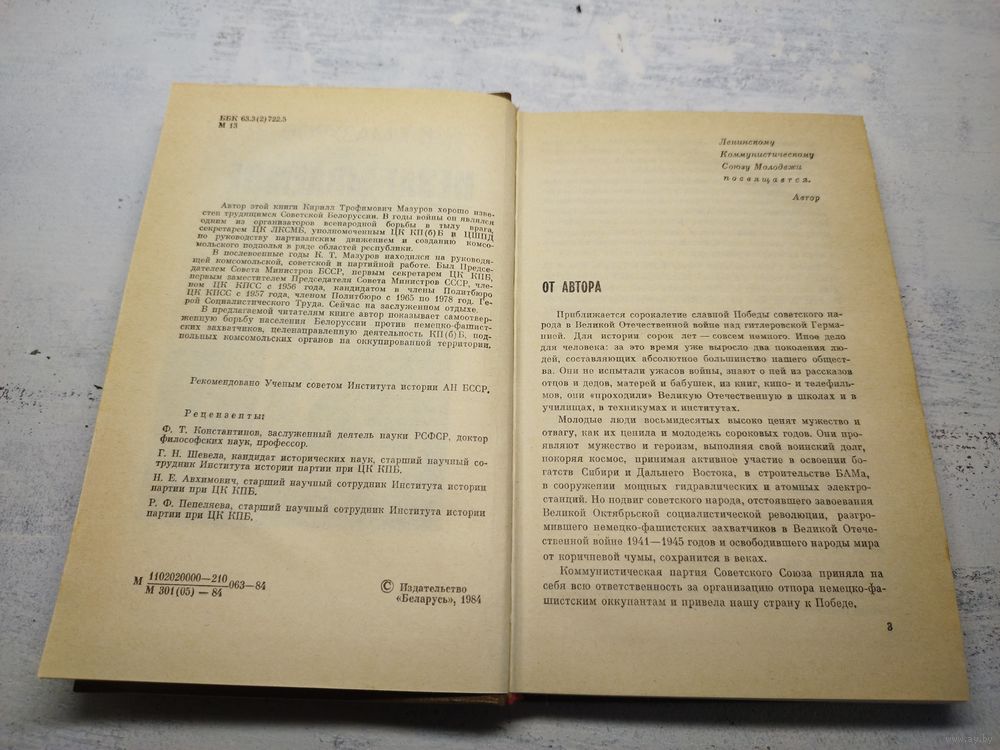 ББК 63.3(2)722.5
М 13
Автор этой книги Кирилл Трофимович Мазуров хорошо изве-
стен трудящимся Советской Белоруссии. В годы войны он являлся
одним из организаторов всенародной борьбы в тылу врага,
секретарем ЦК ЛКСМБ, уполномоченным ЦК КП(б)Б и ЦШПД
по руководству партизанским движением и созданию комсо-
мольского подполья в ряде областей республики.
В послевоенные годы К. Т. Мазуров находился на руководя-
щей комсомольской, советской и партийной работе. Был Предсе-
дателем Совета Министров БССР, первым секретарем ЦК КПБ,
первым заместителем Председателя Совета Министров СССР, чле-
ном ЦК КПСС с 1956 года, кандидатом в члены Политбюро
ЦК КПСС с 1957 года, членом Политбюро с 1965 по 1978 год, Ге-
рой Социалистического Труда. Сейчас на заслуженном отдыхе.
В предлагаемой читателям книге автор показывает самоотвер-
женную борьбу населения Белоруссии против немецко-фашист-
ских захватчиков, целенаправленную деятельность КП(б)Б, под-
польных комсомольских органов на оккупированной территории.
Рекомендовано Ученым советом Института истории АН БССР.
Рецензенты:
Ф. Т. Константинов, заслуженный деятель науки РСФСР, доктор
философских наук, профессор.
Г. Н. Шевела, кандидат исторических наук, старший научный со-
трудник Института истории партии при ЦК КПБ.
Н. Е. Авхимович, старший научный сотрудник Института истории
партии при ЦК КПБ.
Р. Ф. Пепеляева, старший научный сотрудник Института истории
партии при ЦК КПБ.
М 1102020000—210
М 301(05) — 84 063—84
© Издательство
«Беларусь», 1984
Ленинскому
Коммунистическому
Союзу Молодежи
посвящается.
Автор
ОТ АВТОРА
Приближается сорокалетие славной Победы советского на-
рода в Великой Отечественной войне над гитлеровской Герма-
нией. Для истории сорок лет — совсем немного. Иное дело
для человека: за это время уже выросло два поколения лю-
дей, составляющих абсолютное большинство нашего общест-
ва. Они не испытали ужасов войны, знают о ней из рассказов
отцов и дедов, матерей и бабушек, из книг, кино- и телефиль-
мов, они «проходили» Великую Отечественную в школах и в
училищах, в техникумах и институтах.
Молодые люди восьмидесятых высоко ценят мужество и
отвагу, как их ценила и молодежь сороковых годов. Они про-
являют мужество и героизм, выполняя свой воинский долг,
покоряя космос, принимая активное участие в освоении бо-
гатств Сибири и Дальнего Востока, в строительстве БАМа,
в сооружении мощных гидравлических и атомных электро-
станций. Но подвиг советского народа, отстоявшего завоевания
Великой Октябрьской социалистической революции, разгро-
мившего немецко-фашистских захватчиков в Великой Отече-
ственной войне 1941—1945 годов и освободившего народы мира
от коричневой чумы, сохранится в веках.
Коммунистическая партия Советского Союза приняла на
себя всю ответственность за организацию отпора немецко-фа-
шистским оккупантам и привела нашу страну к Победе,
3
www.ay.by